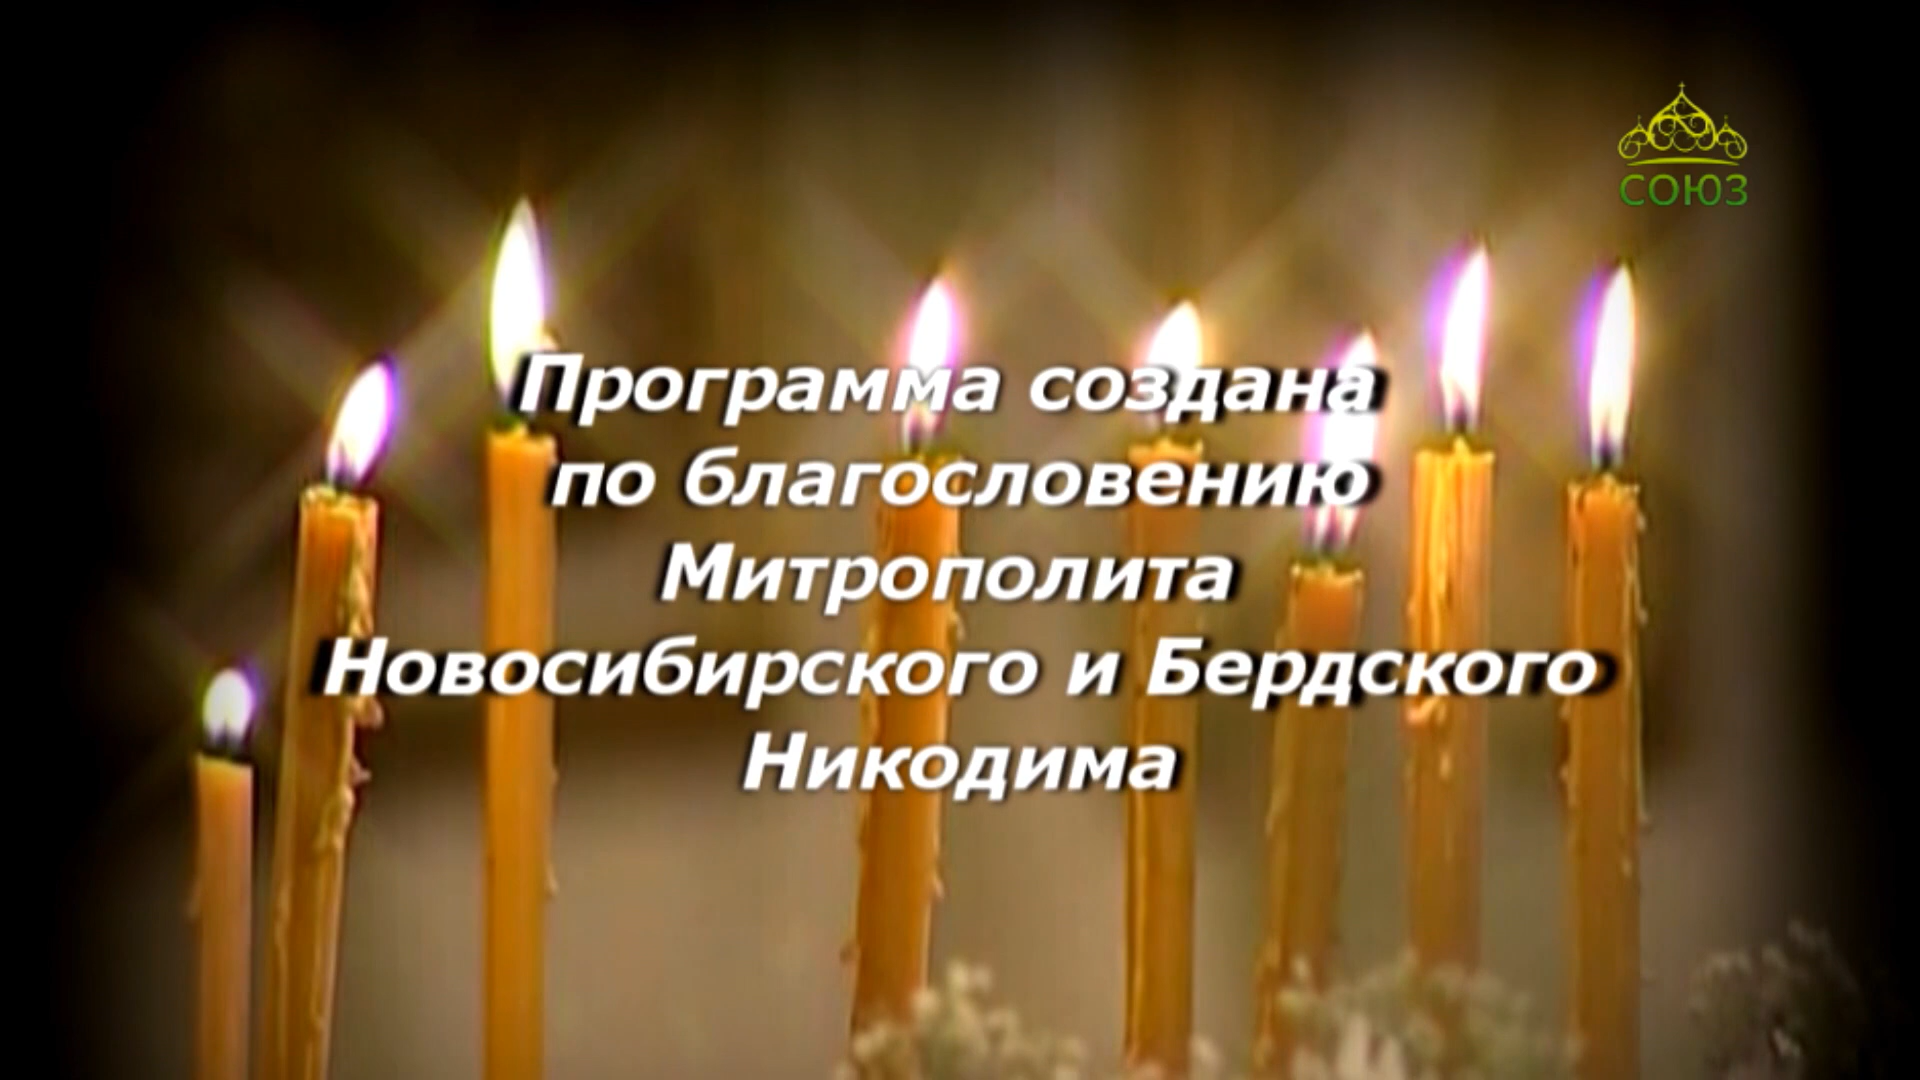 СОЮЗ
Программа создана
по благословению
Митрополита
Новосибирского и Бердского
Никодима